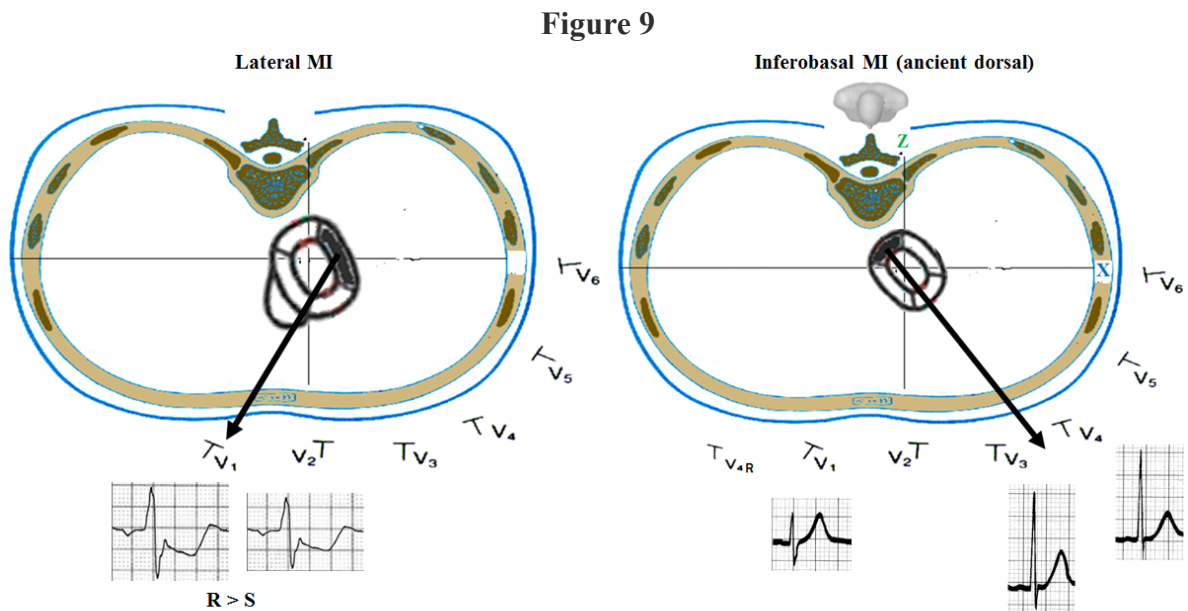 Figure 9
Lateral MI
V6
V5
V4
V1
V2
V3
R > S
Inferobasal MI (ancient dorsal)
Z
X
V6
V5
V4
V4R
V1
V2
V3